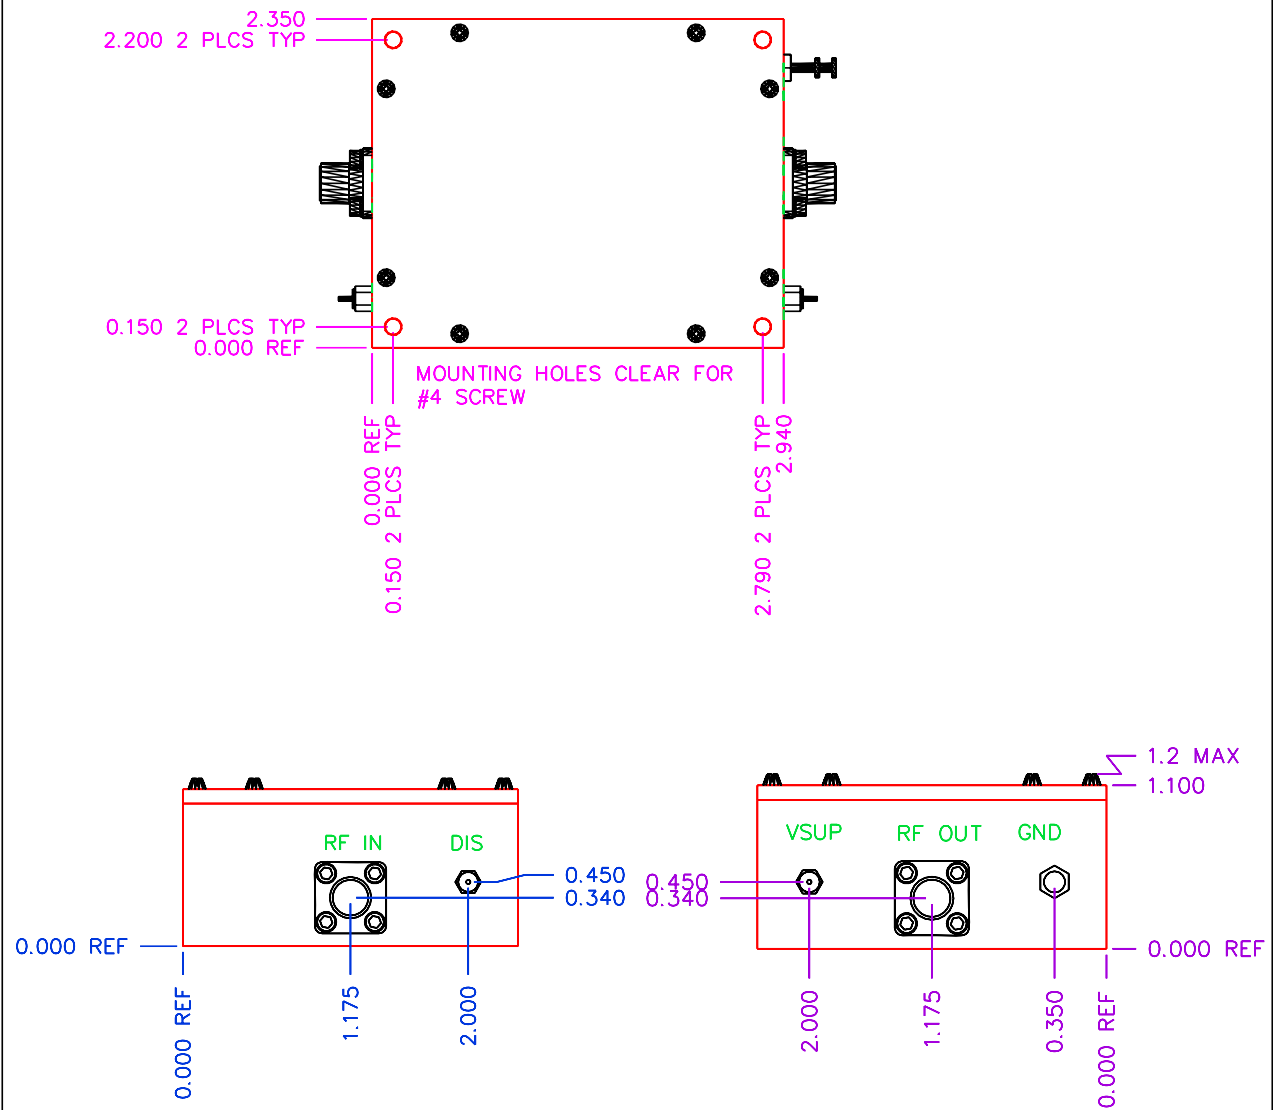 2.350
2.200 2 PLCS TYP
0.150 2 PLCS TYP
0.000 REF
MOUNTING HOLES CLEAR FOR
#4 SCREW
0.000 REF
0.150 2 PLCS TYP
2.790 2 PLCS TYP
2.940
1.2 MAX
1.100
RF IN
DIS
VSUP
RF OUT
GND
0.450
0.340
0.450
0.340
0.000 REF
0.000 REF
0.000 REF
1.175
2.000
2.000
1.175
0.350
0.000 REF